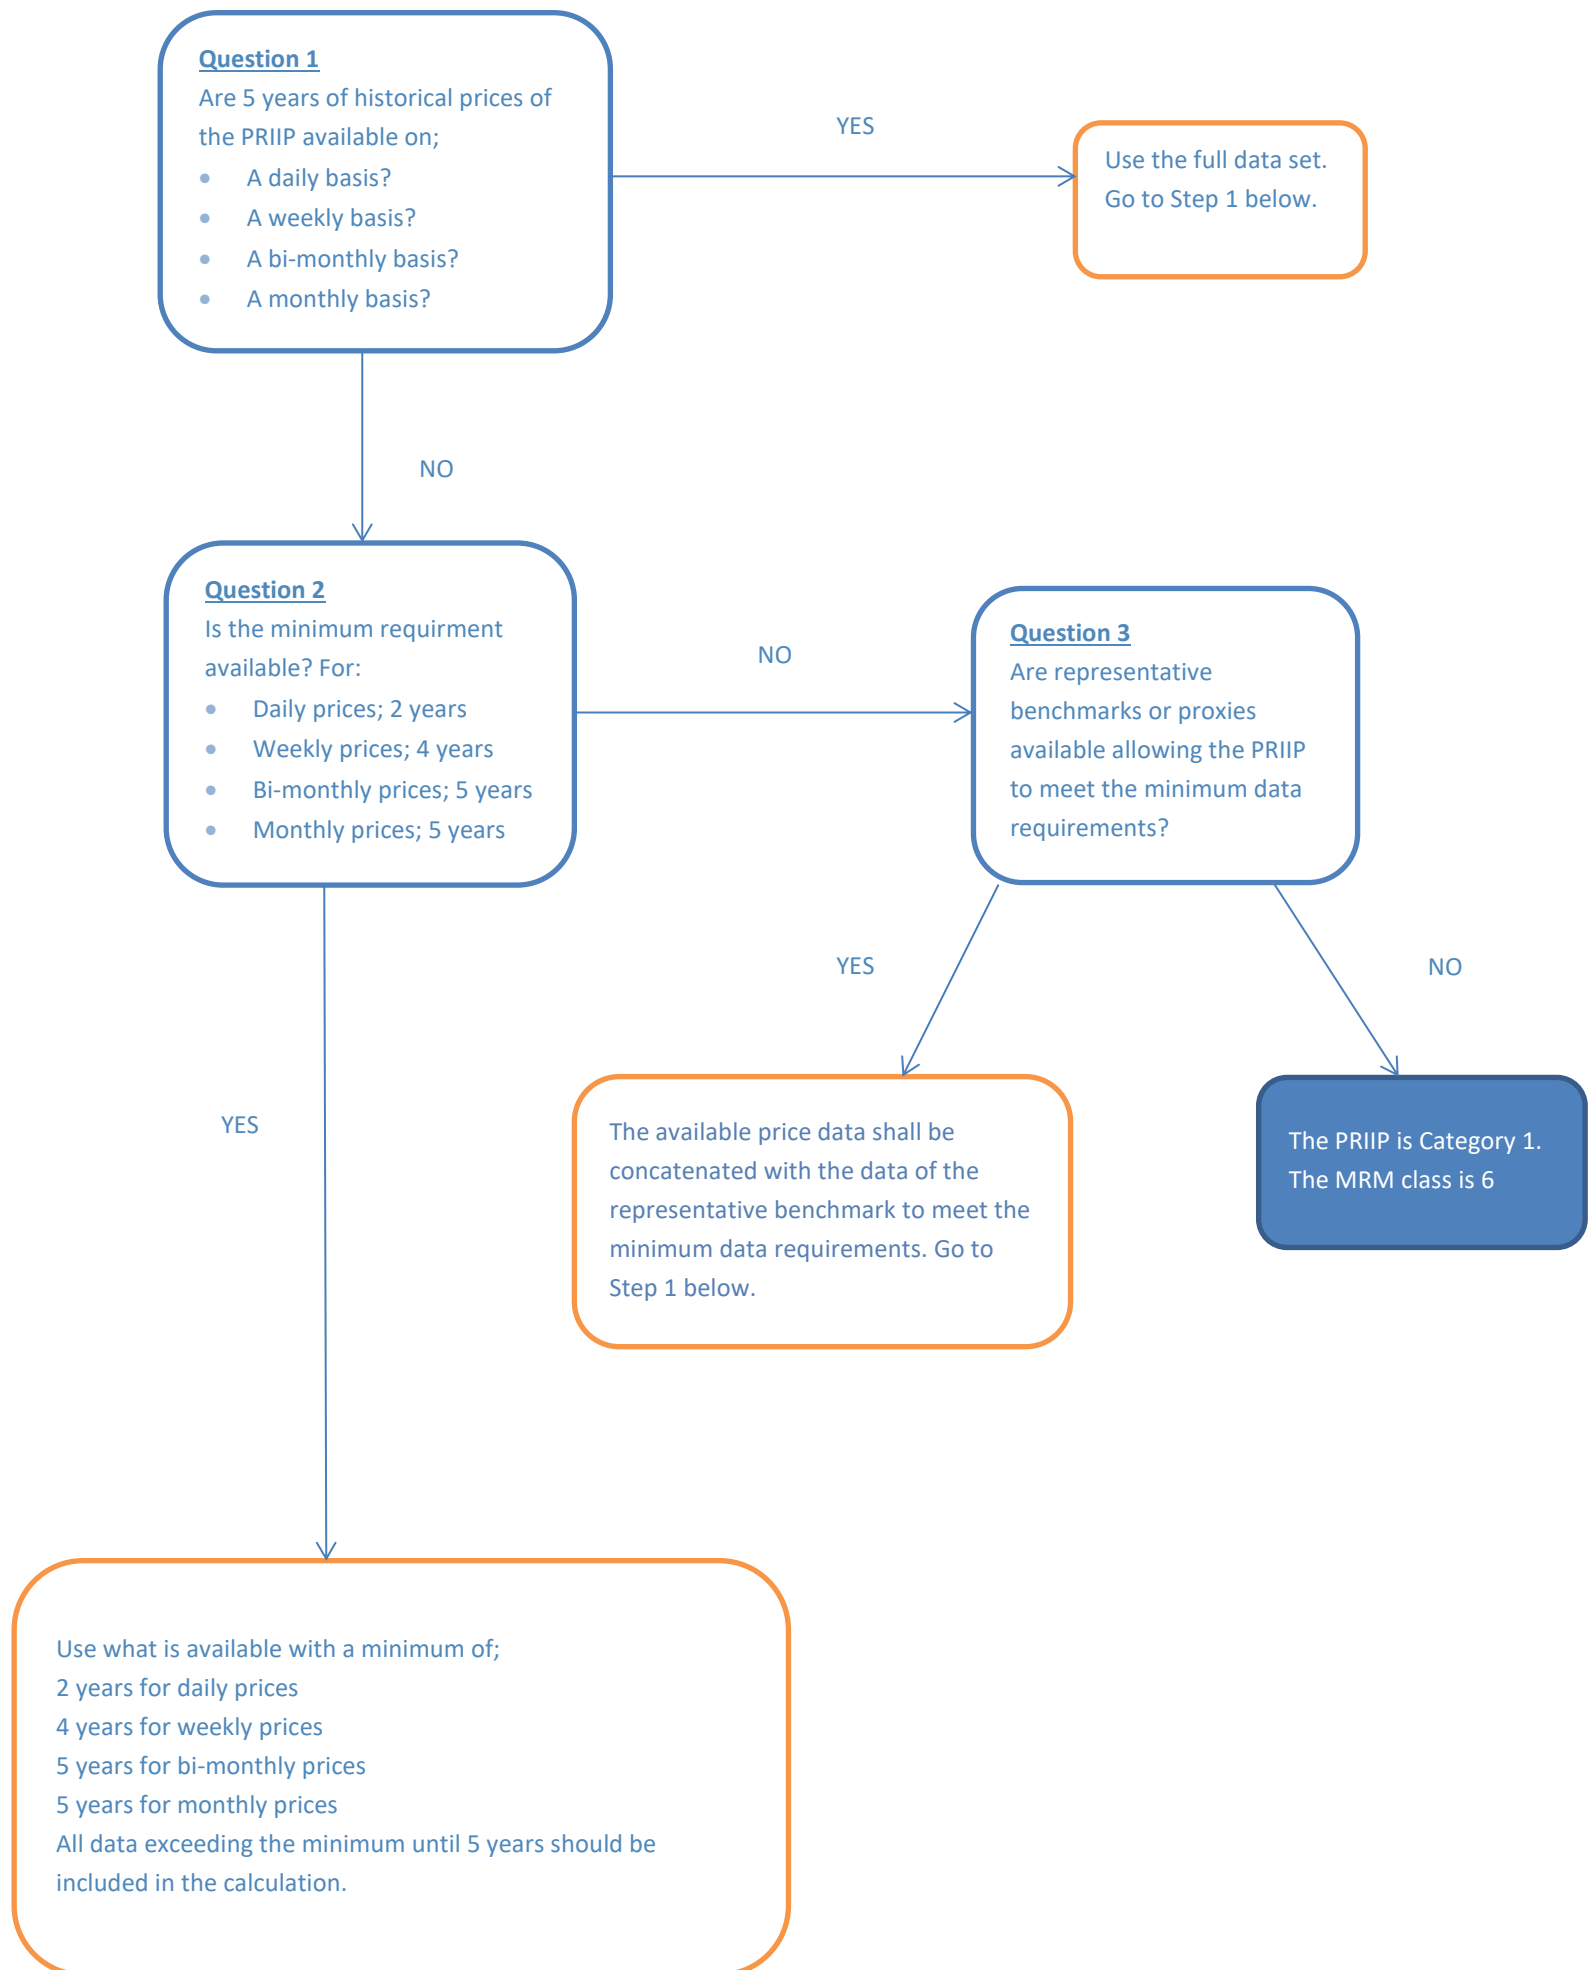 Question 1
Are 5 years of historical prices of
the PRIIP available on;
• A daily basis?
• A weekly basis?
• A bi-monthly basis?
• A monthly basis?
YES
Use the full data set.
Go to Step 1 below.
NO
Question 2
Is the minimum requirment
available? For:
• Daily prices; 2 years
• Weekly prices; 4 years
• Bi-monthly prices; 5 years
• Monthly prices; 5 years
NO
Question 3
Are representative
benchmarks or proxies
available allowing the PRIIP
to meet the minimum data
requirements?
YES
NO
The available price data shall be
concatenated with the data of the
representative benchmark to meet the
minimum data requirements. Go to
Step 1 below.
The PRIIP is Category 1.
The MRM class is 6
YES
Use what is available with a minimum of;
2 years for daily prices
4 years for weekly prices
5 years for bi-monthly prices
5 years for monthly prices
All data exceeding the minimum until 5 years should be
included in the calculation.